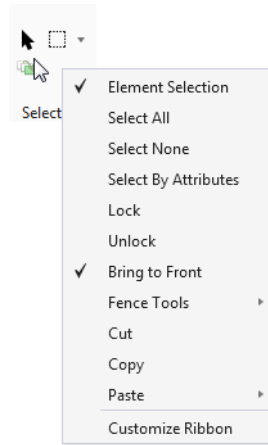 Select
Element Selection
Select All
Select None
Select By Attributes
Lock
Unlock
Bring to Front
Fence Tools
Cut
Copy
Paste
Customize Ribbon